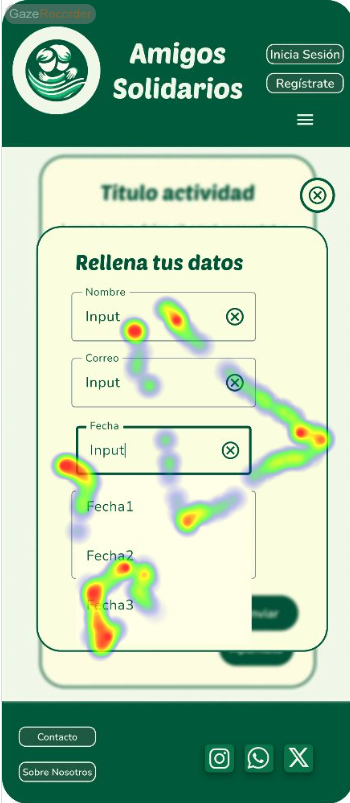 GazeRecorder
Amigos
Solidarios
Inicia Sesión
Regístrate
Titulo actividad
Rellena tus datos
Nombre
Input
Correo
Input
Fecha
Input
Fecha1
Fecha2
Fecha3
Contacto
Sobre Nosotros